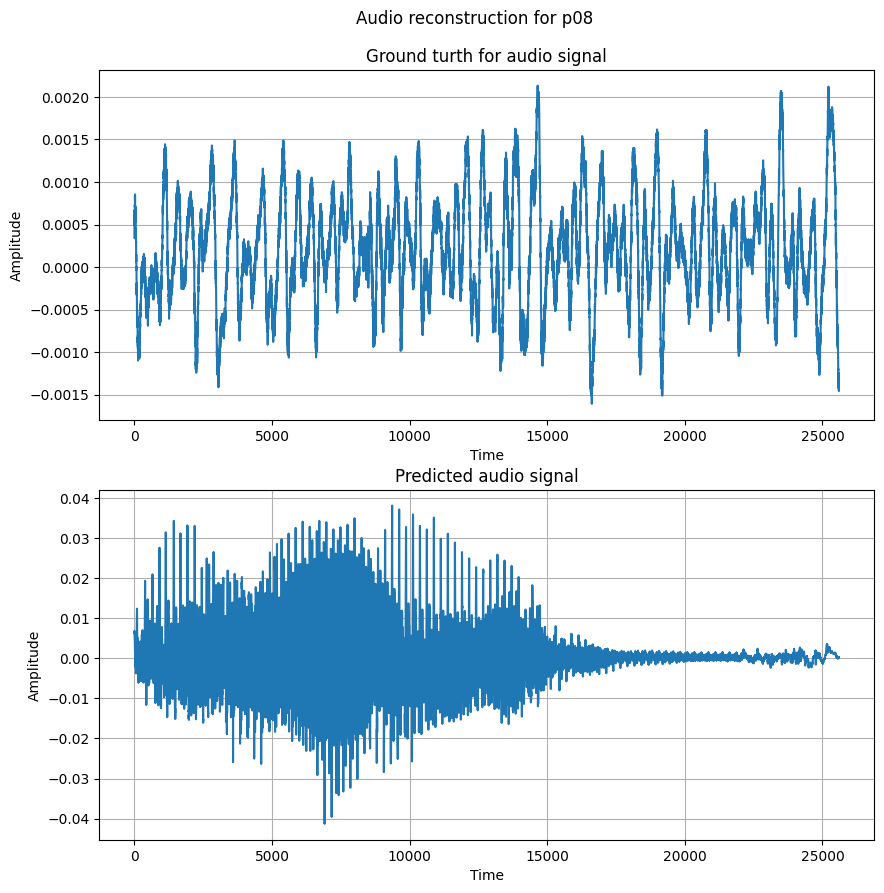 Audio reconstruction for p08
Ground turth for audio signal
0.0020
0.0015
0.0010
0.0005
0.0000
−0.0005
−0.0010
−0.0015
Amplitude
0 5000 10000 15000 20000 25000
Time
Predicted audio signal
0.04
0.03
0.02
0.01
0.00
−0.01
−0.02
−0.03
−0.04
Amplitude
0 5000 10000 15000 20000 25000
Time